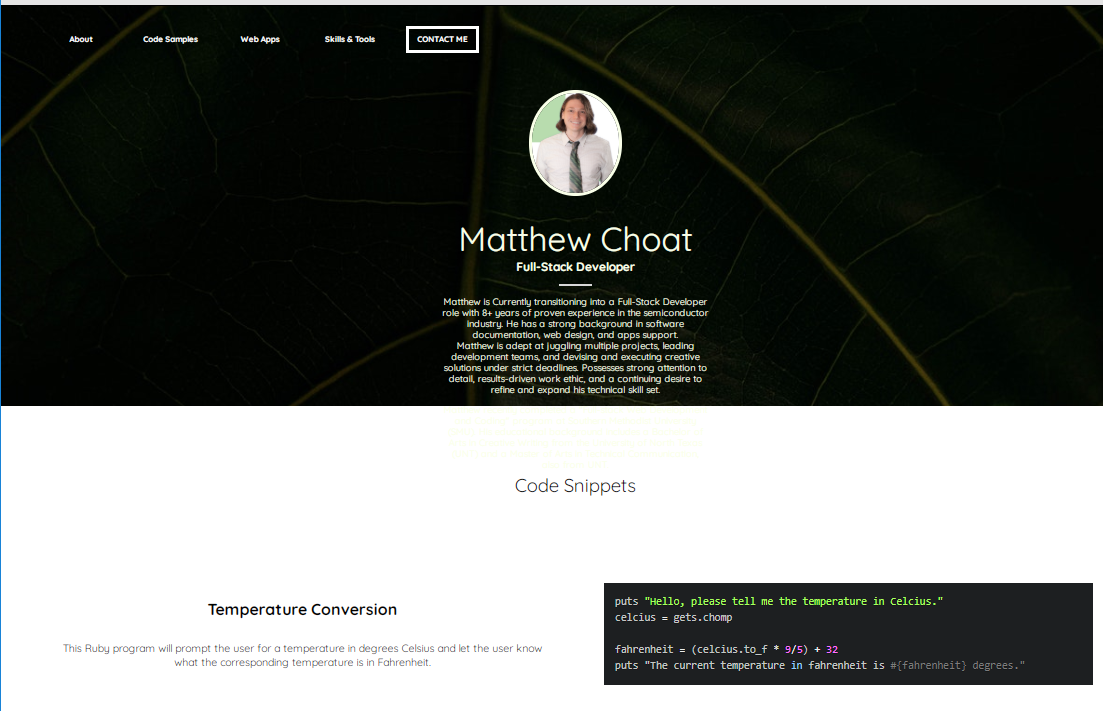 About
Code Samples
Web Apps
Skills & Tools
CONTACT ME
Matthew Choat
Full-Stack Developer
Matthew is Currently transitioning into a Full-Stack Developer
role with 8+ years of proven experience in the semiconductor
industry. He has a strong background in software
documentation, web design, and apps support.
Matthew is adept at juggling multiple projects, leading
development teams, and devising and executing creative
solutions under strict deadlines. Possesses strong attention to
detail, results-driven work ethic, and a continuing desire to
refine and expand his technical skill set.
Code Snippets
Temperature Conversion
This Ruby program will prompt the user for a temperature in degrees Celsius and let the user know
what the corresponding temperature is in Fahrenheit.
puts "Hello, please tell me the temperature in Celcius."
celcius = gets.chomp
fahrenheit = (celcius.to_f * 9/5) + 32
puts "The current temperature in fahrenheit is #{fahrenheit} degrees."